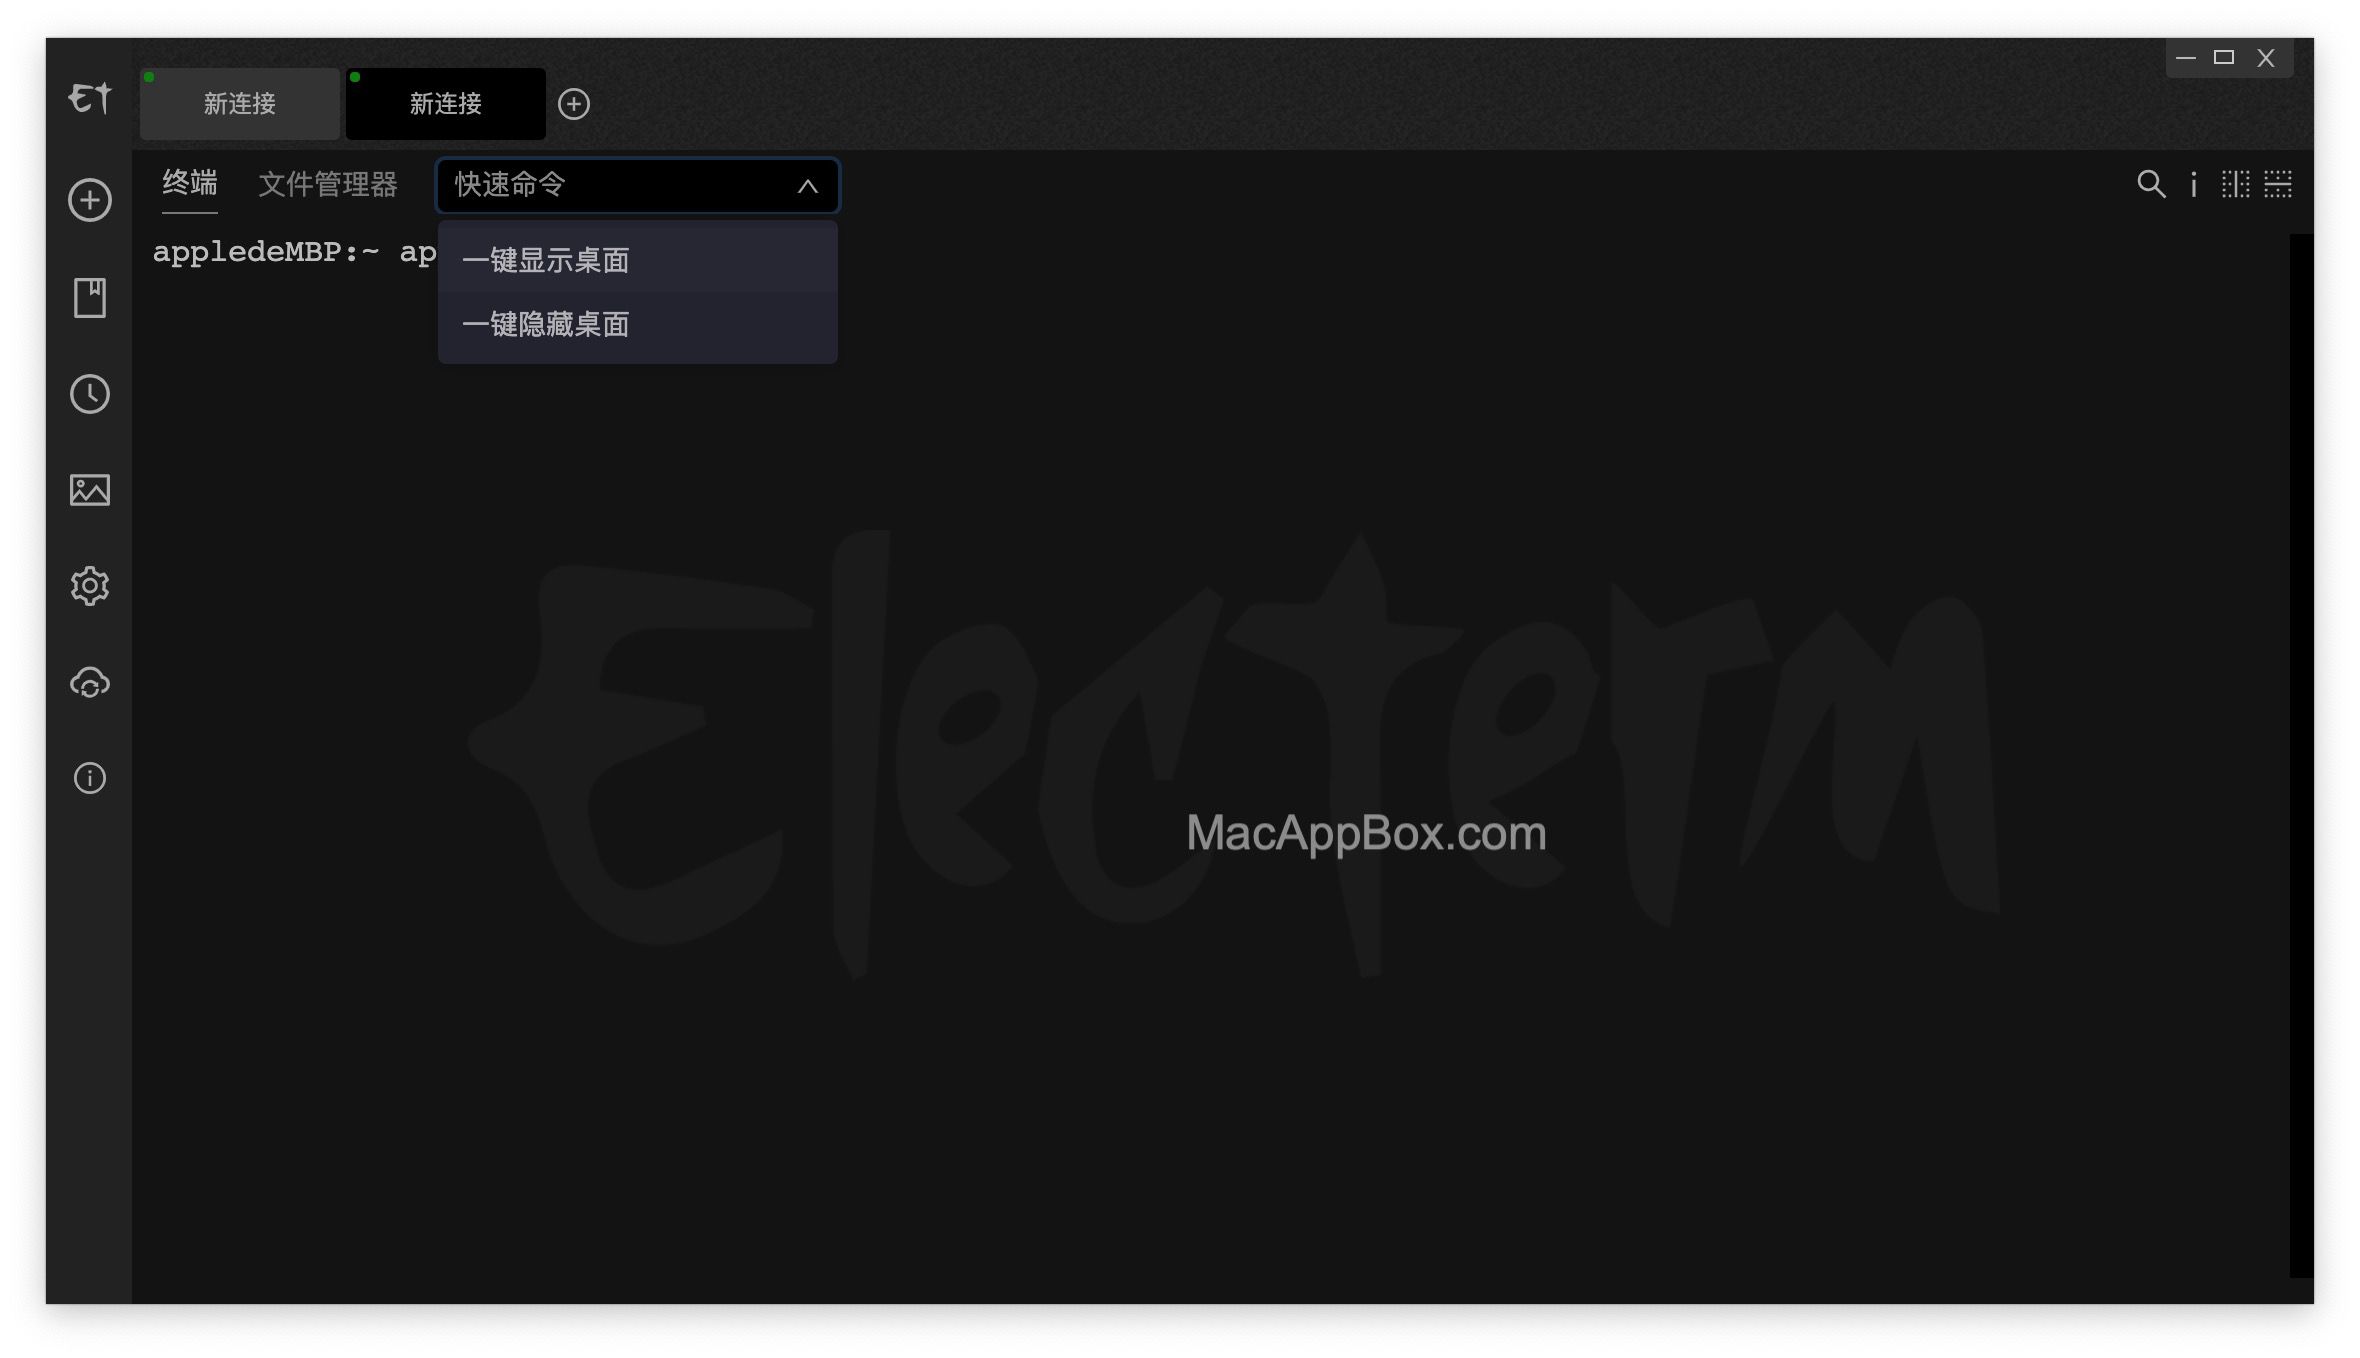 ET
新连接
新连接
终端
文件管理器
快速命令
appledeMBP:~ ap
一键显示桌面
一键隐藏桌面
Electerm
MacAppBox.com